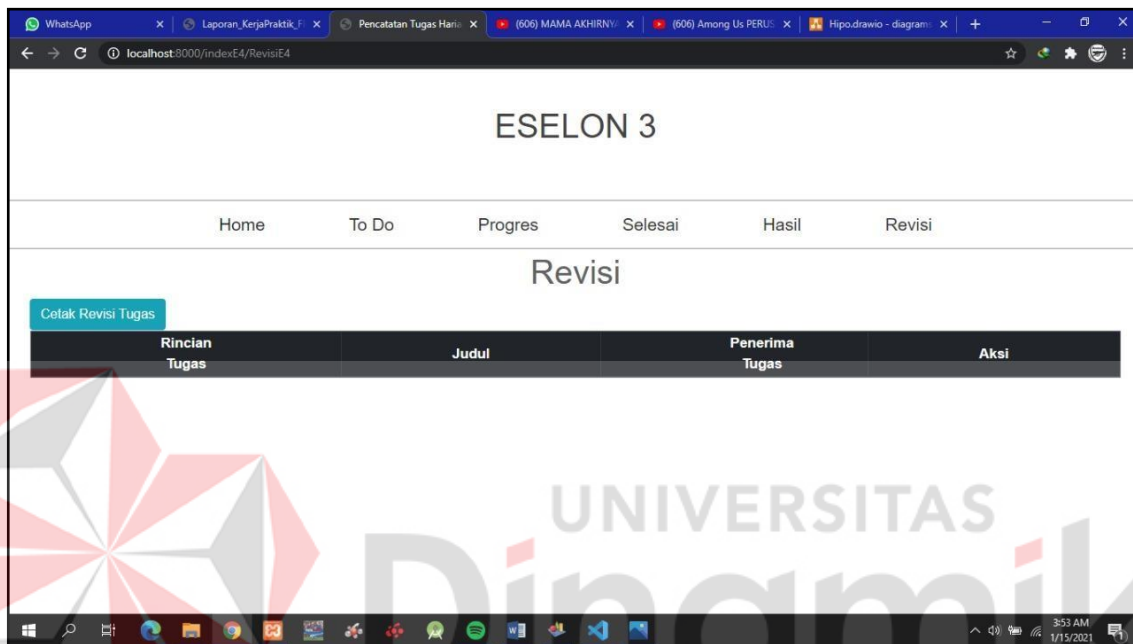 WhatsApp
Laporan_KerjaPraktik_F
Pencatatan Tugas Haria
(606) MAMA AKHIRNYA
(606) Among Us PERUS
Hipo.drawio - diagrams
localhost:8000/indexE4/RevisiE4
ESELON 3
Home To Do Progres Selesai Hasil Revisi
Revisi
Cetak Revisi Tugas
Rincian Tugas Judul Penerima Tugas Aksi
UNIVERSITAS
Dinamik
3:53 AM
1/15/2021